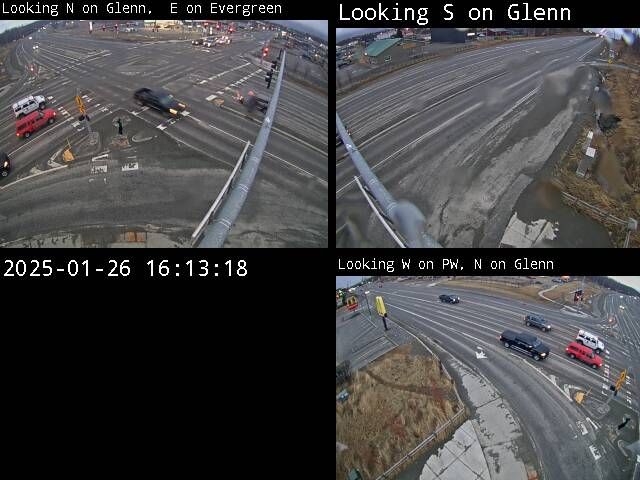 Looking N on Glenn,  E on Evergreen
Looking S on Glenn
2025-01-26 16:13:18
Looking W on PW, N on Glenn